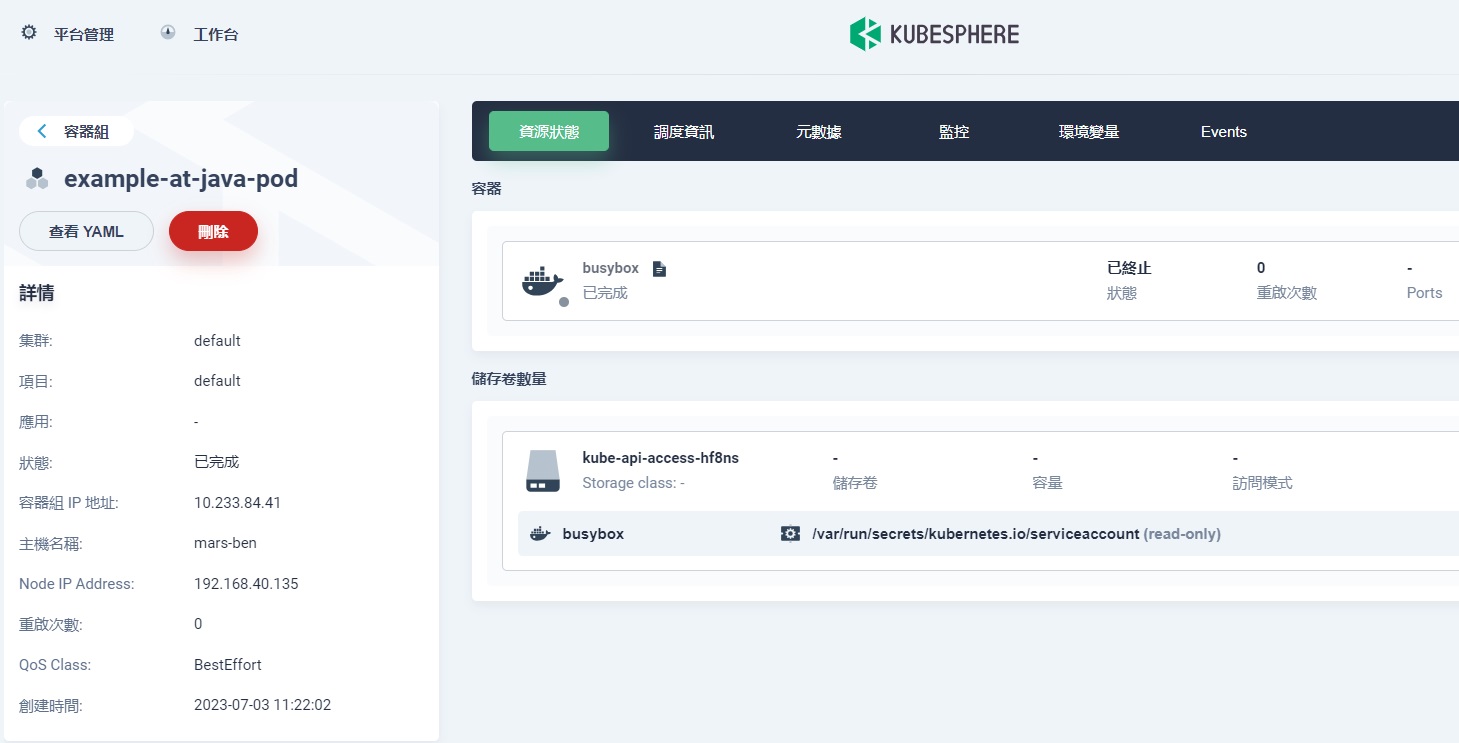 平台管理
工作台
KUBESPHERE
容器組
example-at-java-pod
查看 YAML
刪除
詳情
集群: default
項目: default
應用: -
狀態: 已完成
容器組 IP 地址: 10.233.84.41
主機名稱: mars-ben
Node IP Address: 192.168.40.135
重啟次數: 0
QoS Class: BestEffort
創建時間: 2023-07-03 11:22:02
資源狀態 調度資訊 元數據 監控 環境變量 Events
容器
busybox 已終止 0 -
已完成 狀態 重啟次數 Ports
儲存卷數量
kube-api-access-hf8ns - - -
Storage class: - 儲存卷 容量 訪問模式
busybox /var/run/secrets/kubernetes.io/serviceaccount (read-only)